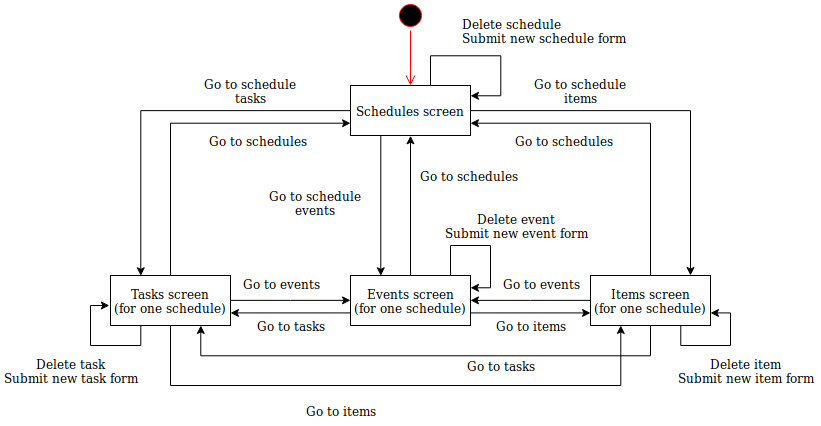 Delete schedule
Submit new schedule form
Go to schedule
tasks
Go to schedule
items
Schedules screen
Go to schedules
Go to schedules
Go to schedules
Go to schedule
events
Delete event
Submit new event form
Tasks screen
(for one schedule)
Go to events
Events screen
(for one schedule)
Go to events
Items screen
(for one schedule)
Go to tasks
Go to items
Delete task
Submit new task form
Go to tasks
Delete item
Submit new item form
Go to items